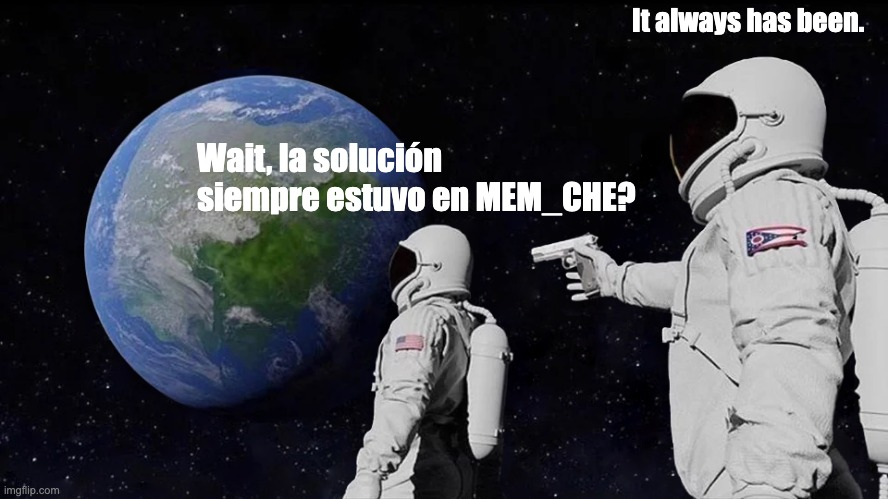 It always has been.
Wait, la solución
siempre estuvo en MEM_CHE?
imgflip.com